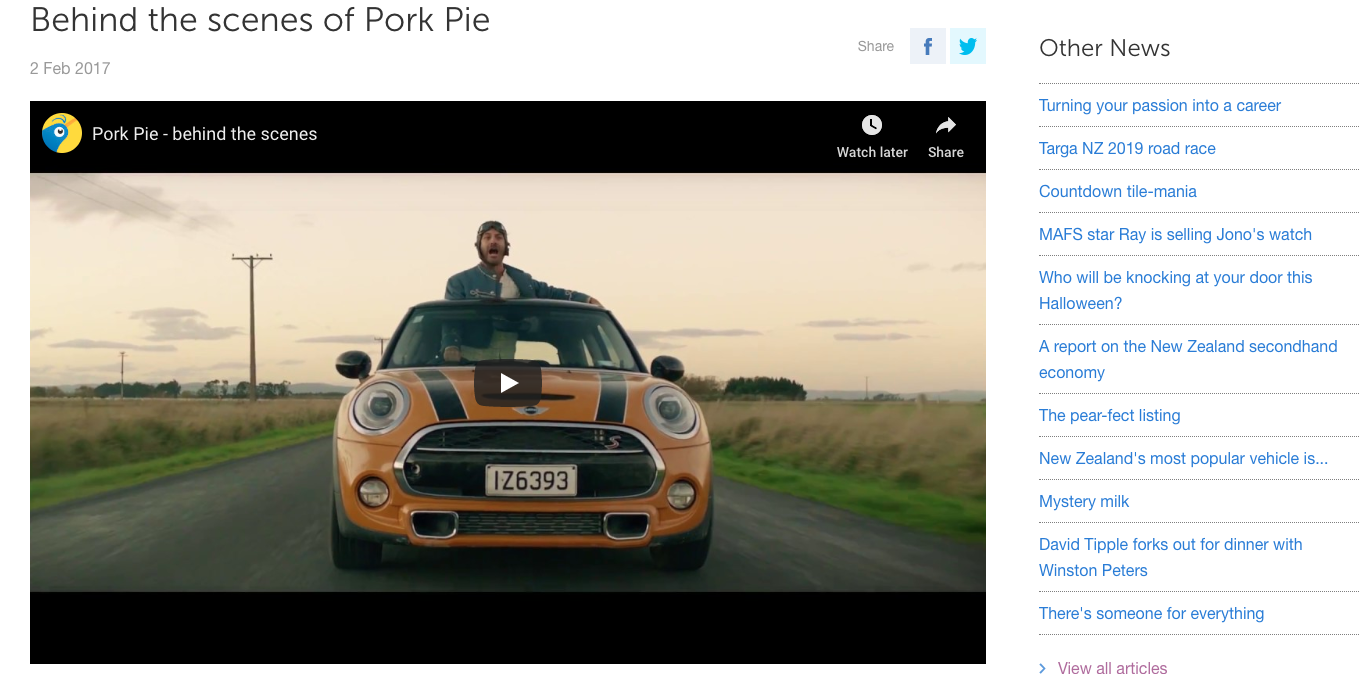 Behind the scenes of Pork Pie
2 Feb 2017
Share
f
Pork Pie - behind the scenes
Watch later
Share
S
IZ6393
Other News
Turning your passion into a career
Targa NZ 2019 road race
Countdown tile-mania
MAFS star Ray is selling Jono's watch
Who will be knocking at your door this
Halloween?
A report on the New Zealand secondhand
economy
The pear-fect listing
New Zealand's most popular vehicle is...
Mystery milk
David Tipple forks out for dinner with
Winston Peters
There's someone for everything
View all articles